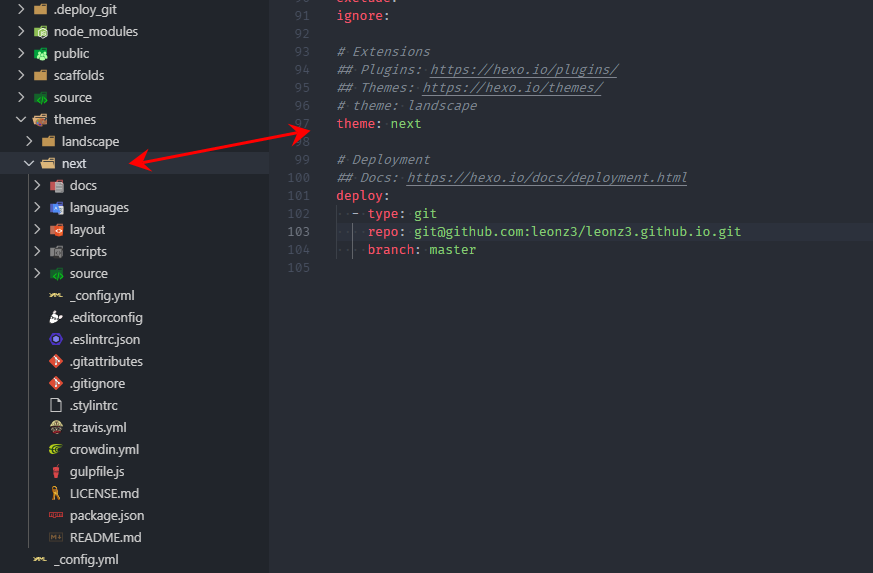 .deploy_git
node_modules
public
scaffolds
source
themes
landscape
next
docs
languages
layout
scripts
source
_config.yml
.editorconfig
.eslintrc.json
.gitattributes
.gitignore
.stylintrc
.travis.yml
crowdin.yml
gulpfile.js
LICENSE.md
package.json
README.md
_config.yml
91 ignore:
92
93 # Extensions
94 ## Plugins: https://hexo.io/plugins/
95 ## Themes: https://hexo.io/themes/
96 # theme: landscape
97 theme: next
98
99 # Deployment
100 ## Docs: https://hexo.io/docs/deployment.html
101 deploy:
102 - type: git
103 repo: git@github.com:leonz3/leonz3.github.io.git
104 branch: master
105